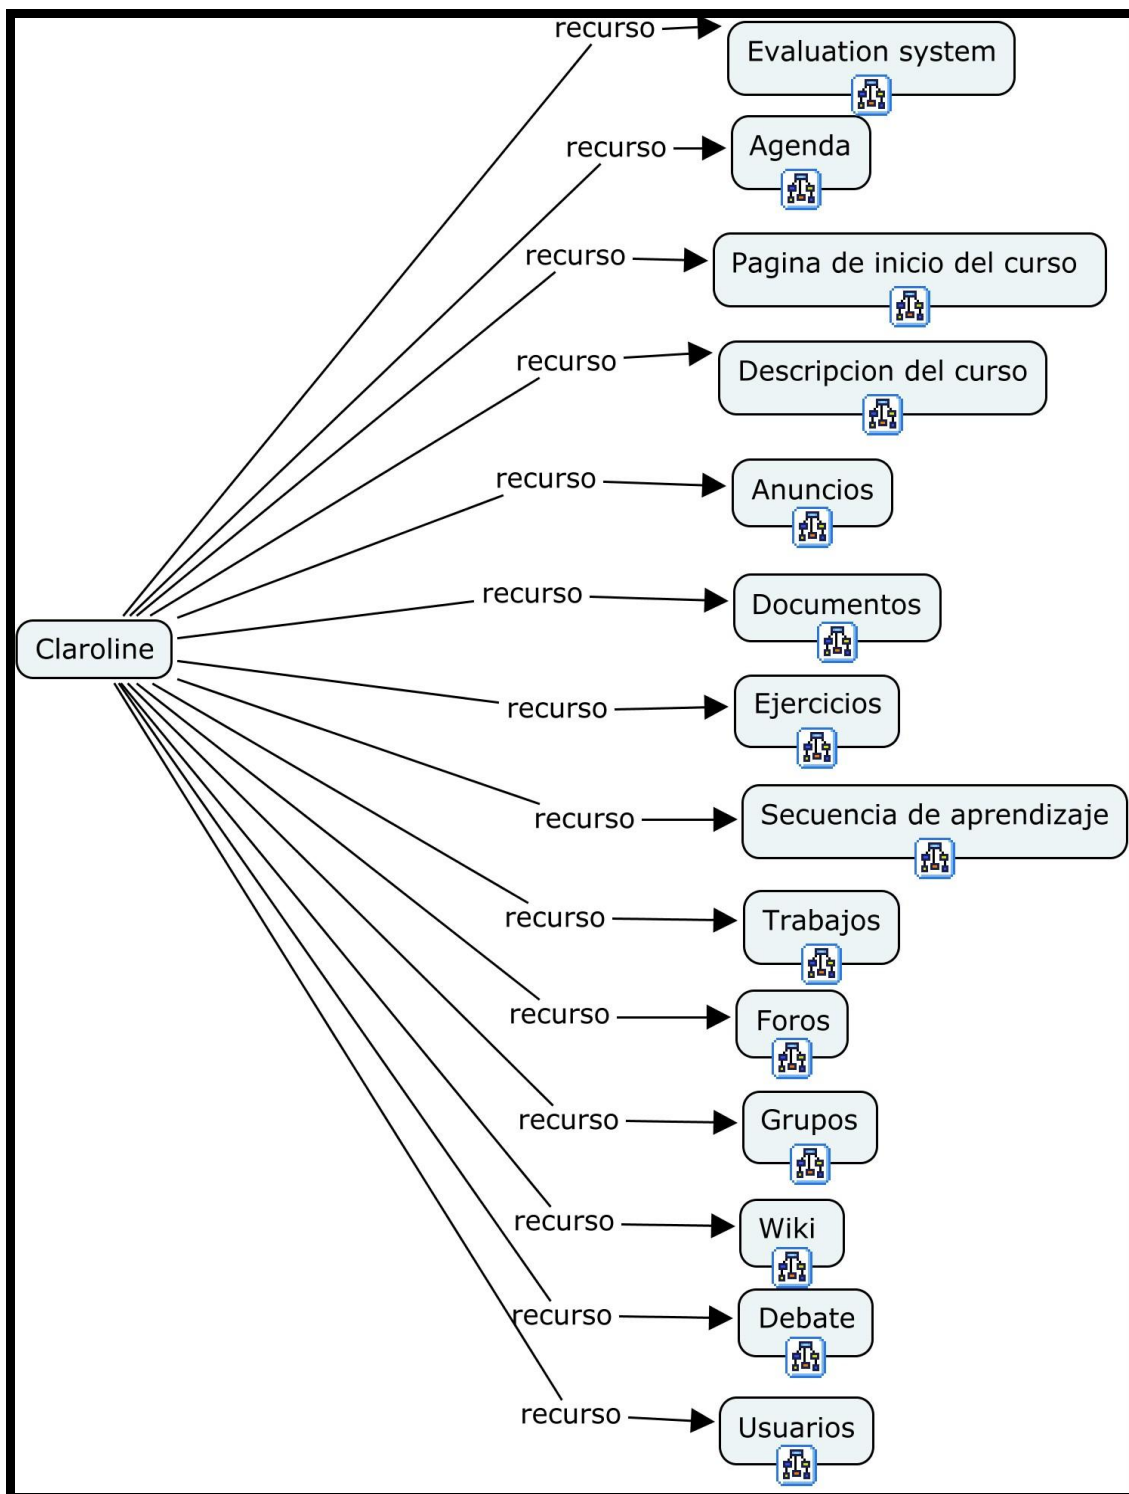 recurso
Evaluation system
recurso
Agenda
recurso
Pagina de inicio del curso
recurso
Descripcion del curso
recurso
Anuncios
recurso
Documentos
Claroline
recurso
Ejercicios
recurso
Secuencia de aprendizaje
recurso
Trabajos
recurso
Foros
recurso
Grupos
recurso
Wiki
recurso
Debate
recurso
Usuarios